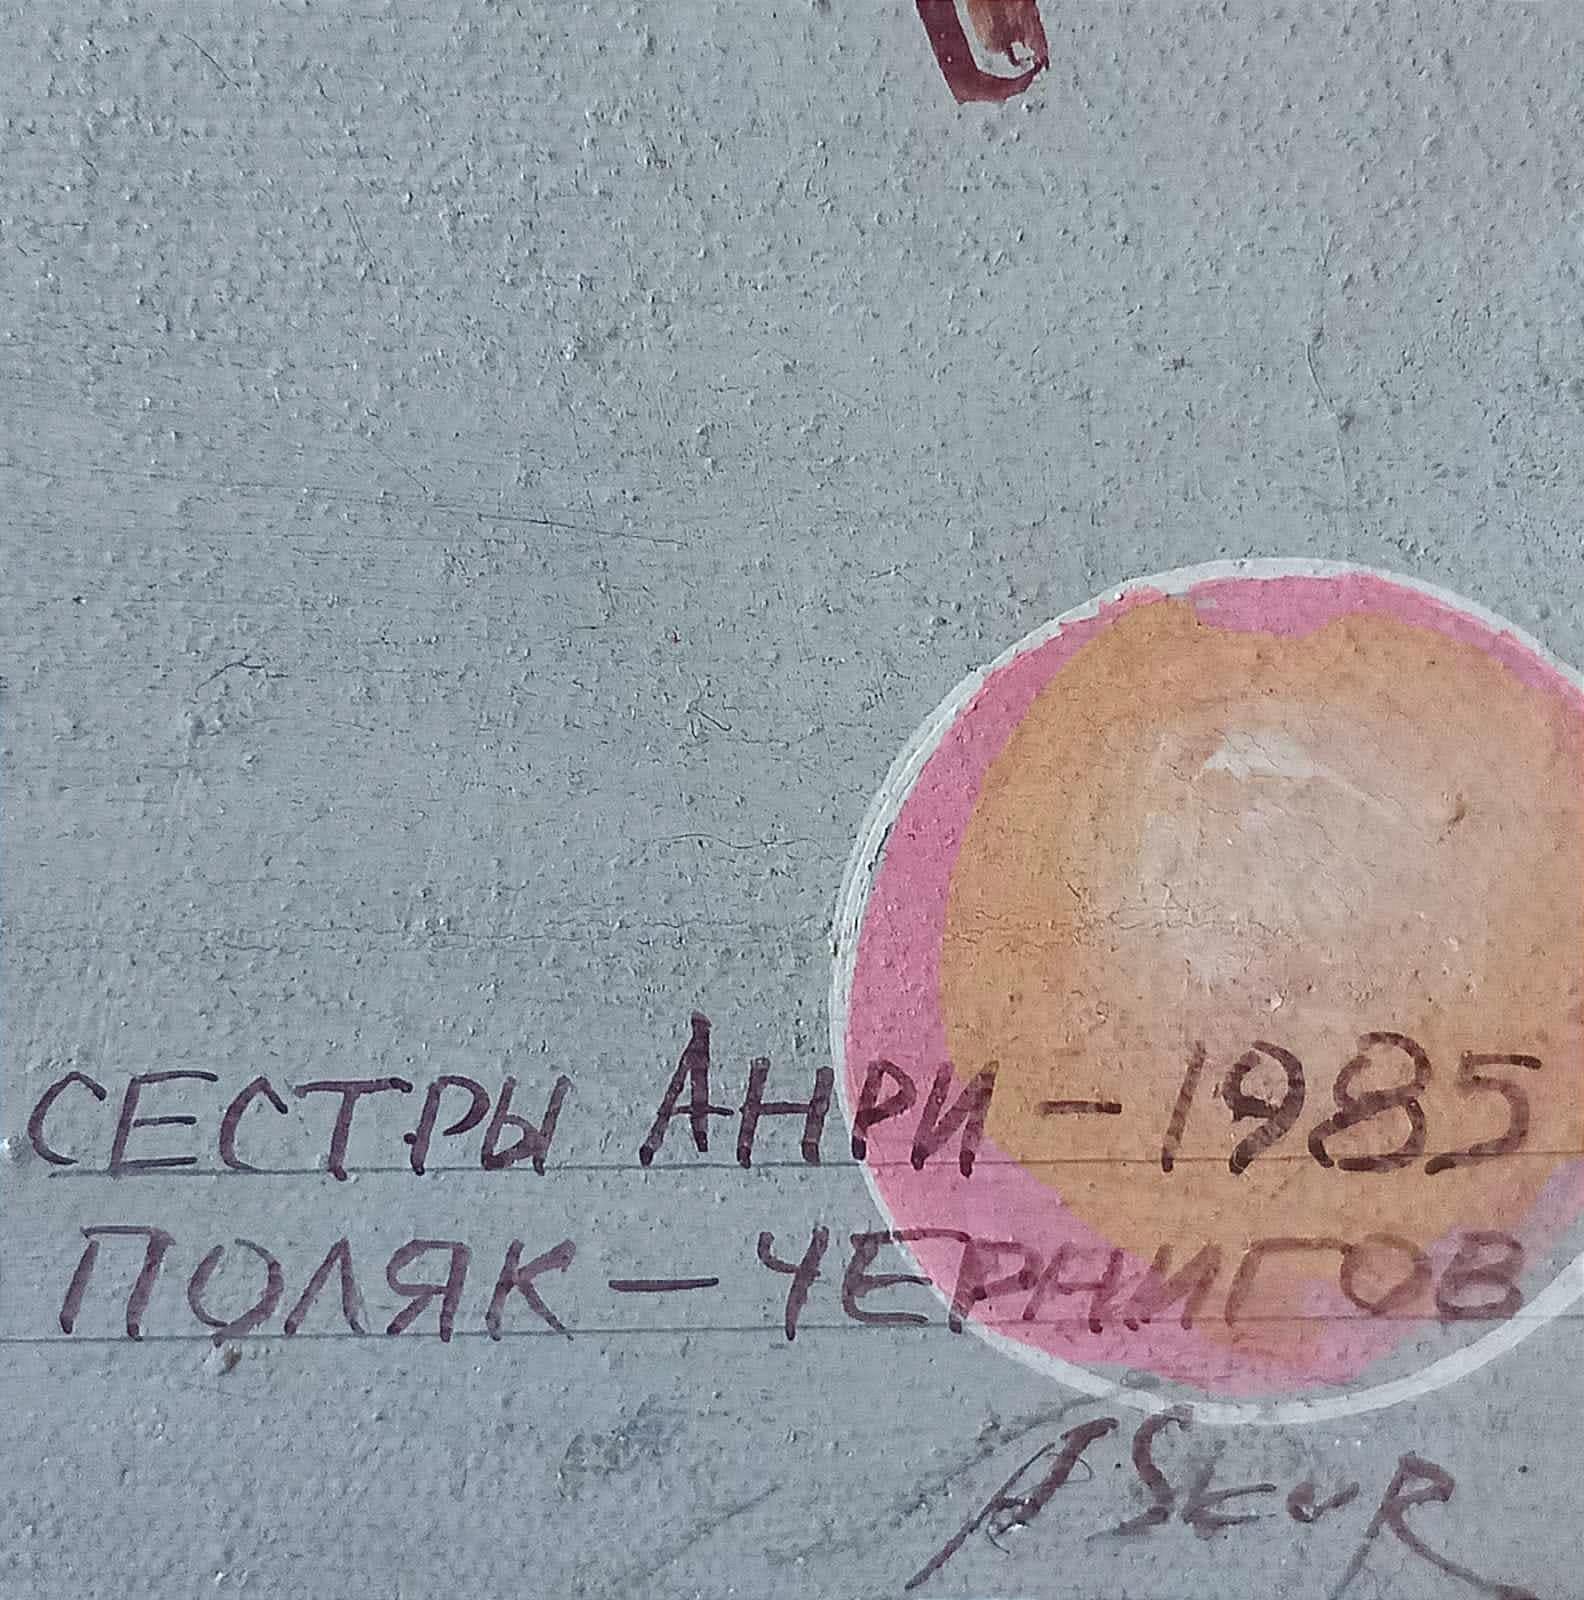 СЕСТРЫ АНРИ – 1985
ПОЛЯК – ЧЕРНИГОВ